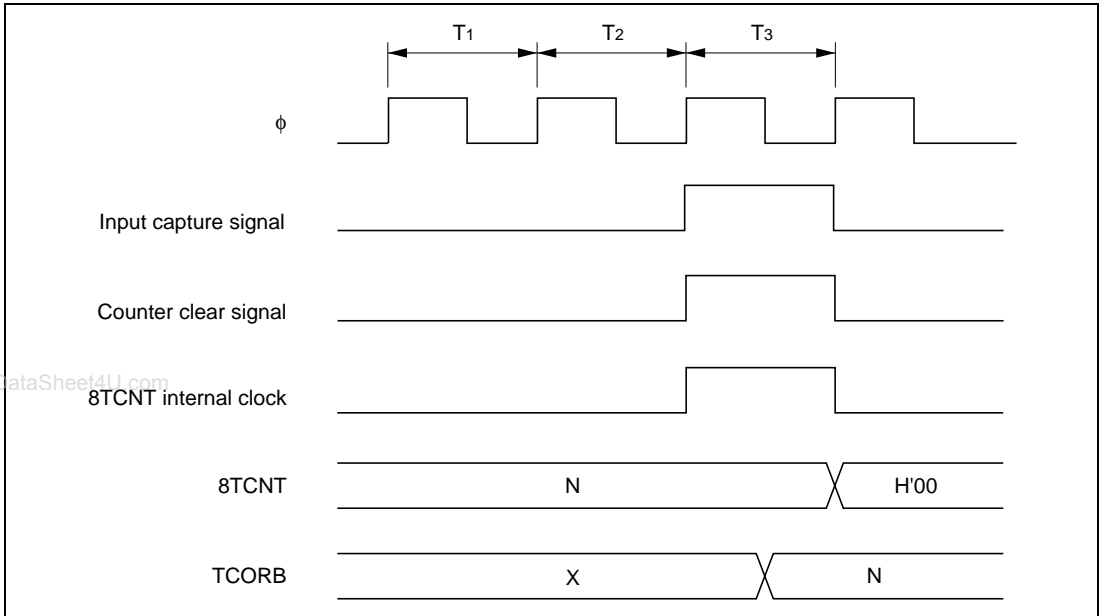 T1 T2 T3
φ
Input capture signal
Counter clear signal
DataSheet4U.com
8TCNT internal clock
8TCNT N H'00
TCORB X N